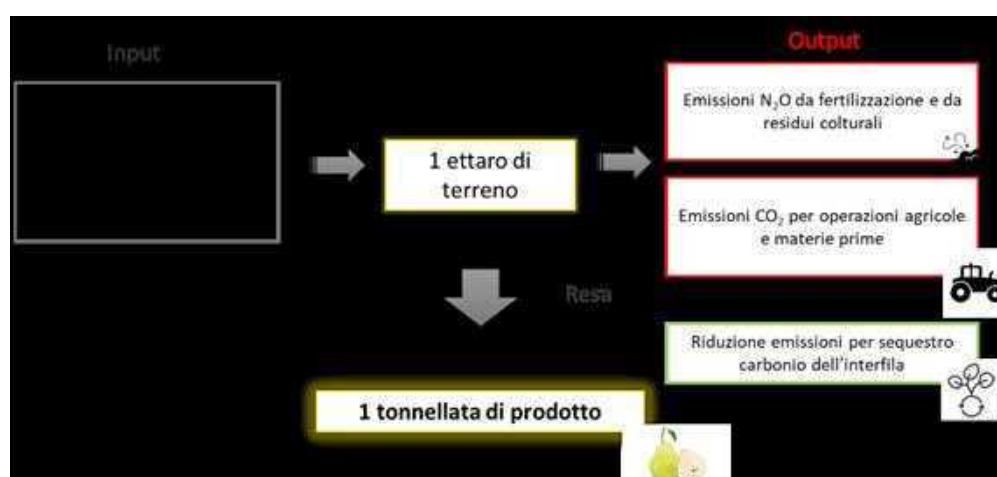 Input
Output
Emissioni N₂O da fertilizzazione e da
residui colturali
1 ettaro di
terreno
Emissioni CO₂ per operazioni agricole
e materie prime
Resa
Riduzione emissioni per sequestro
carbonio dell'interfila
1 tonnellata di prodotto